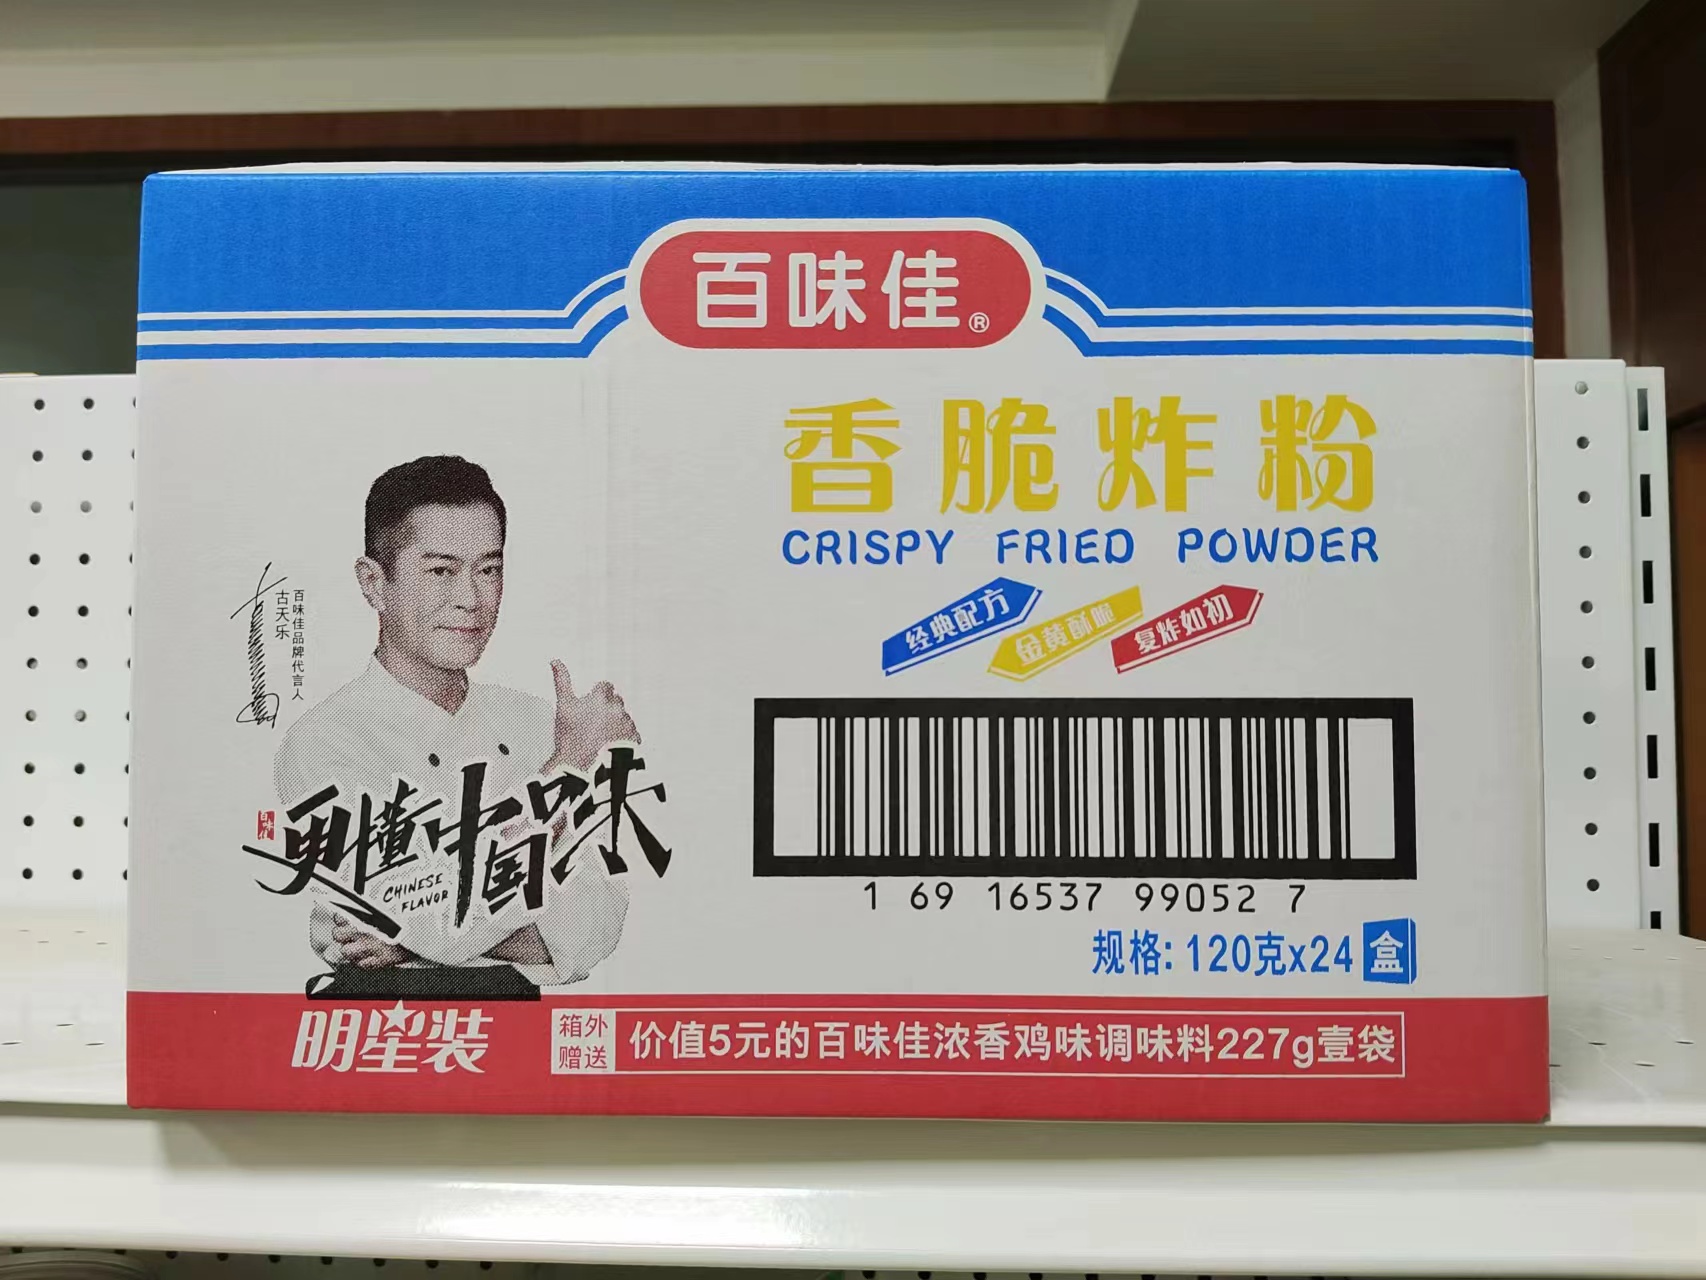 百味佳®
香脆炸粉
CRISPY FRIED POWDER
经典配方
金黄酥脆
复炸如初
百味佳品牌代言人
古天乐
百味佳
更懂中国味
CHINESE
FLAVOR
1 69 16537 99052 7
规格: 120克x24盒
明星装
箱外
赠送
价值5元的百味佳浓香鸡味调味料227g壹袋